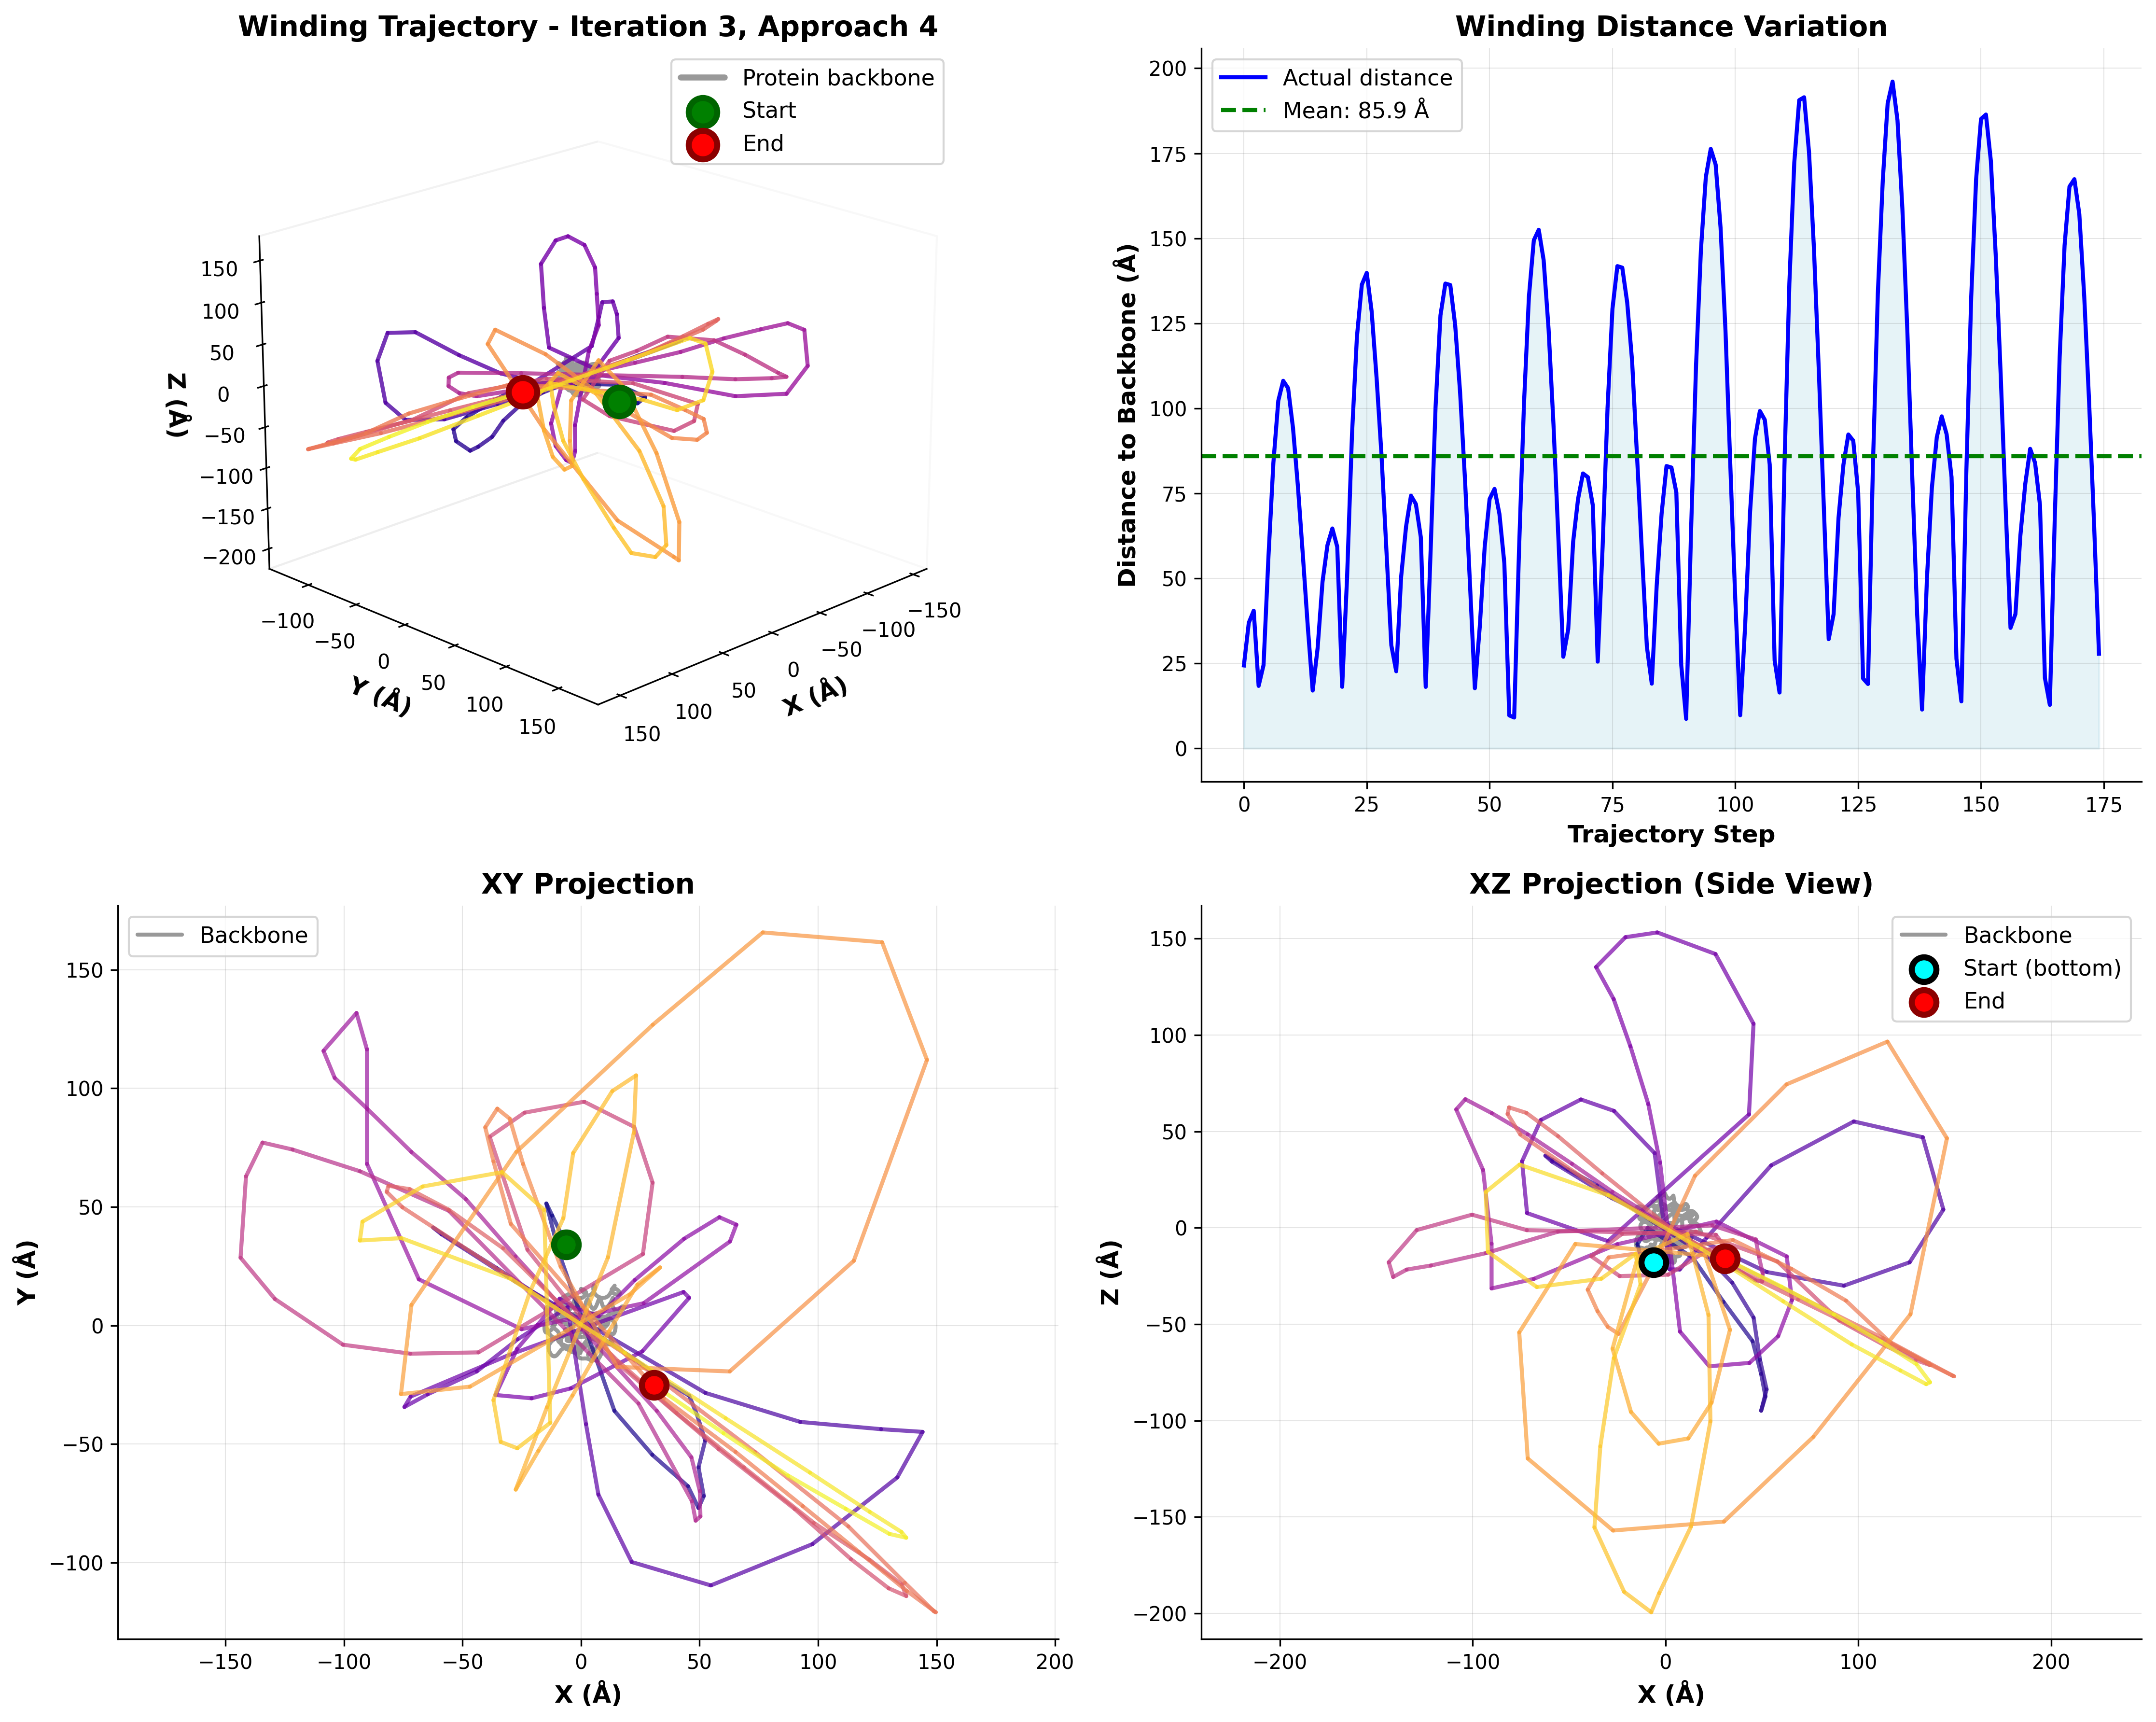 Winding Trajectory - Iteration 3, Approach 4
Protein backbone
Start
End
150
100
50
0
−50
−100
−150
−200
Z (Å)
−100
−50
0
50
100
150
Y (Å)
150
100
50
0
−50
−100
−150
X (Å)
Winding Distance Variation
Actual distance
Mean: 85.9 Å
200
175
150
125
100
75
50
25
0
Distance to Backbone (Å)
0 25 50 75 100 125 150 175
Trajectory Step
XY Projection
Backbone
150
100
50
0
−50
−100
Y (Å)
−150 −100 −50 0 50 100 150 200
X (Å)
XZ Projection (Side View)
Backbone
Start (bottom)
End
150
100
50
0
−50
−100
−150
−200
Z (Å)
−200 −100 0 100 200
X (Å)